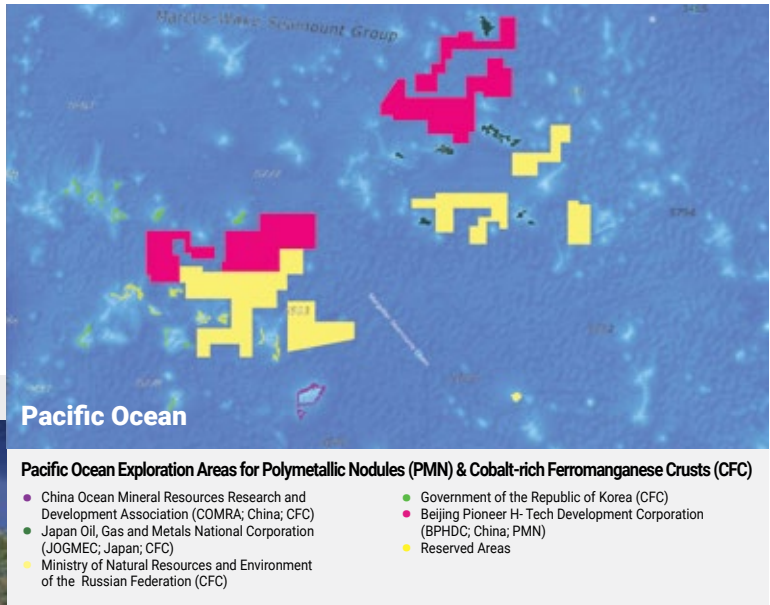 Marcus-Wake Seamount Group
Pacific Ocean
Pacific Ocean Exploration Areas for Polymetallic Nodules (PMN) & Cobalt-rich Ferromanganese Crusts (CFC)
China Ocean Mineral Resources Research and
Development Association (COMRA; China; CFC)
Japan Oil, Gas and Metals National Corporation
(JOGMEC; Japan; CFC)
Ministry of Natural Resources and Environment
of the Russian Federation (CFC)
Government of the Republic of Korea (CFC)
Beijing Pioneer H- Tech Development Corporation
(BPHDC; China; PMN)
Reserved Areas